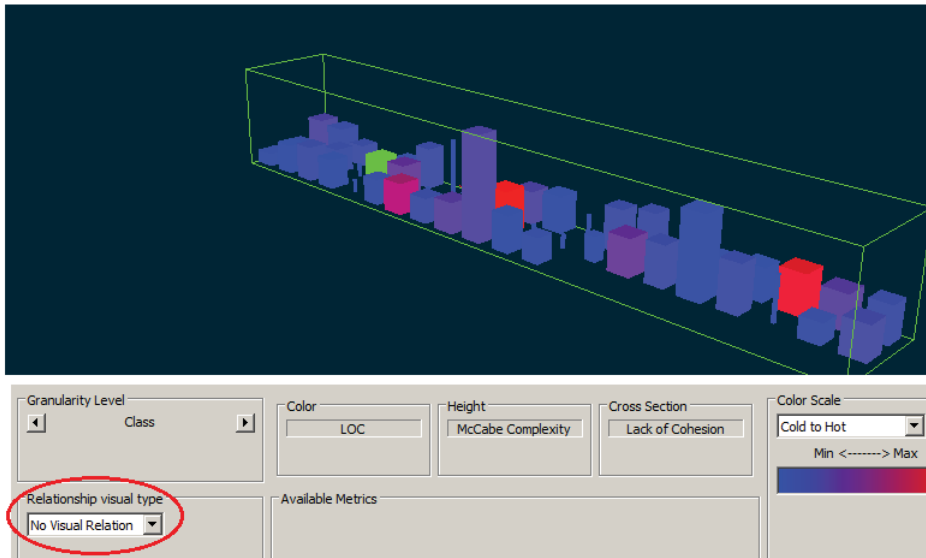 Granularity Level
Class
Color
LOC
Height
McCabe Complexity
Cross Section
Lack of Cohesion
Color Scale
Cold to Hot
Min <-------> Max
Relationship visual type
No Visual Relation
Available Metrics